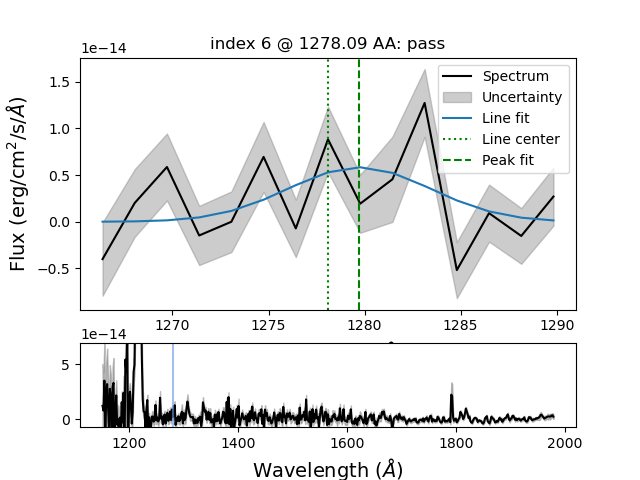 index 6 @ 1278.09 AA: pass
1e−14
1.5
1.0
0.5
0.0
−0.5
Flux (erg/cm²/s/Å)
Spectrum
Uncertainty
Line fit
Line center
Peak fit
1270 1275 1280 1285 1290
1e−14
5
0
1200 1400 1600 1800 2000
Wavelength (Å)